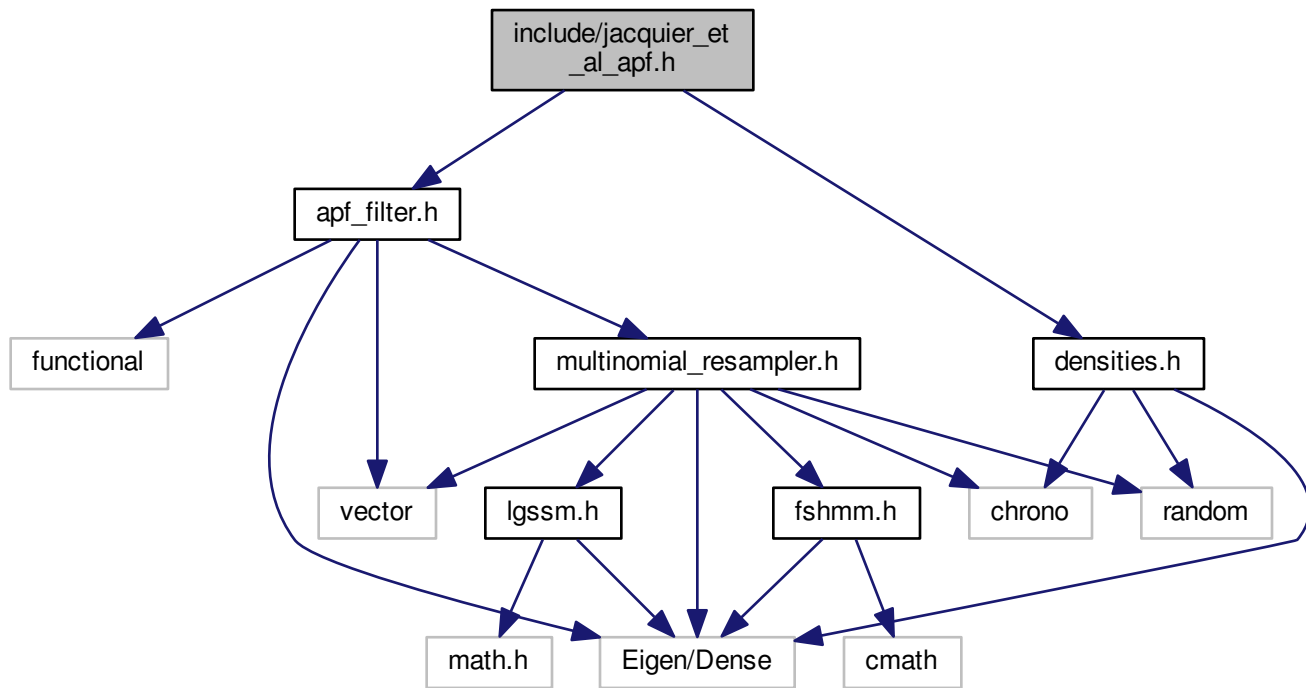 include/jacquier_et
_al_apf.h
apf_filter.h
functional
multinomial_resampler.h
densities.h
vector
lgssm.h
fshmm.h
chrono
random
math.h
Eigen/Dense
cmath